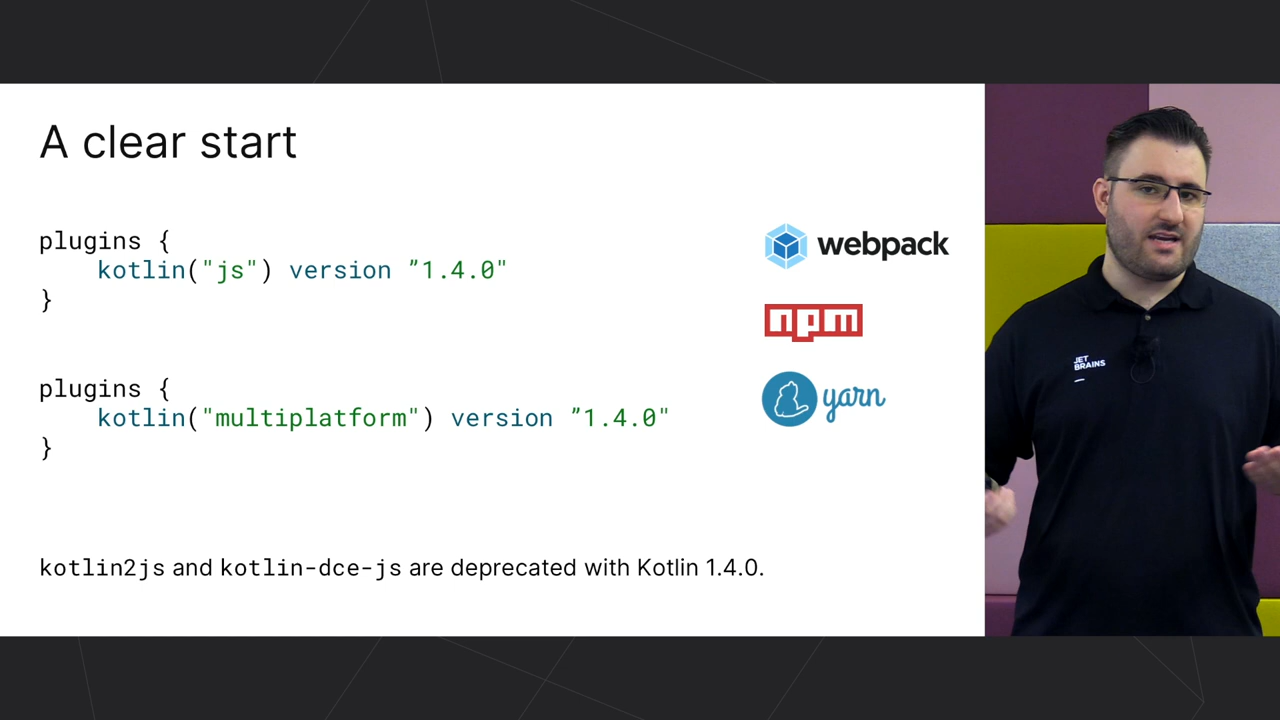 A clear start
plugins {
    kotlin("js") version ”1.4.0"
}
plugins {
    kotlin("multiplatform") version ”1.4.0"
}
kotlin2js and kotlin-dce-js are deprecated with Kotlin 1.4.0.
webpack
npm
yarn
JET
BRAINS